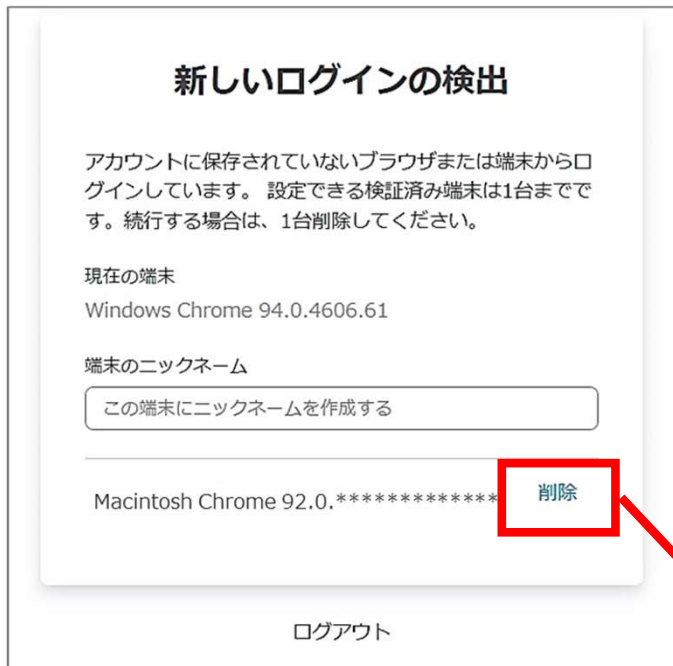 新しいログインの検出
アカウントに保存されていないブラウザまたは端末からロ
グインしています。 設定できる検証済み端末は1台までで
す。続行する場合は、1台削除してください。
現在の端末
Windows Chrome 94.0.4606.61
端末のニックネーム
この端末にニックネームを作成する
Macintosh Chrome 92.0.************* 削除
ログアウト